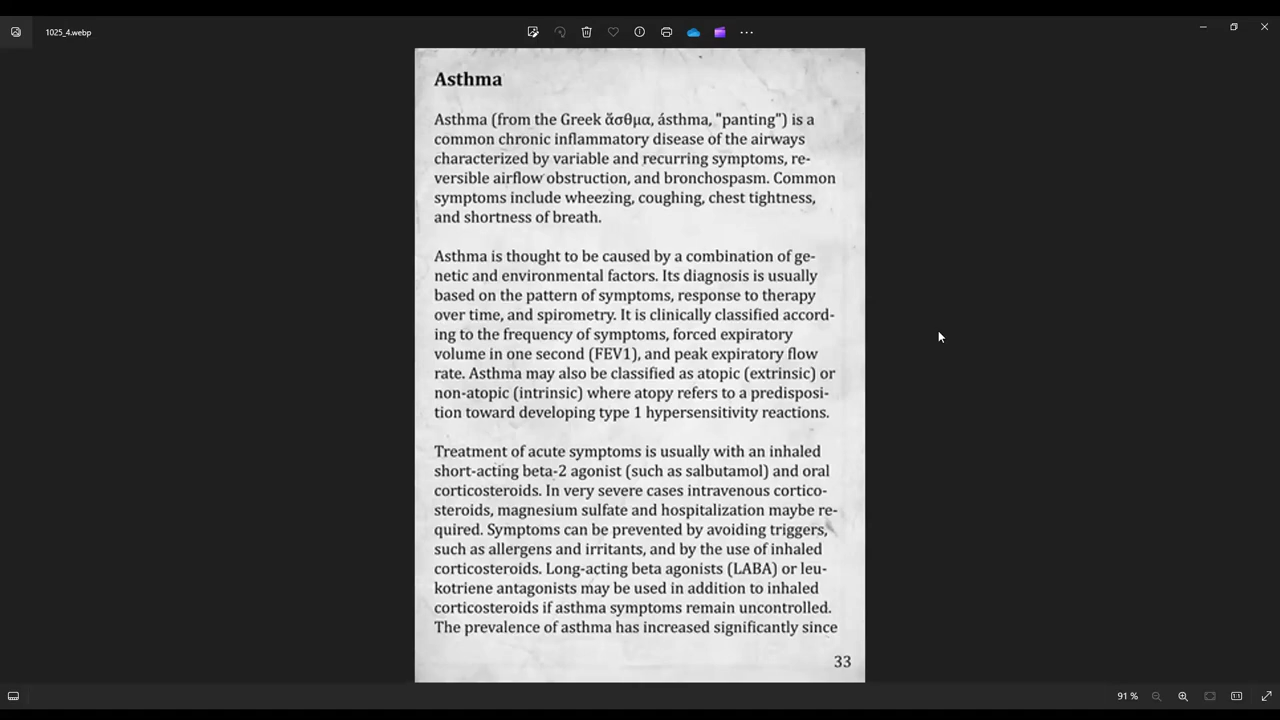 1025_4.webp
Asthma
Asthma (from the Greek ἄσθμα, ásthma, "panting") is a
common chronic inflammatory disease of the airways
characterized by variable and recurring symptoms, re-
versible airflow obstruction, and bronchospasm. Common
symptoms include wheezing, coughing, chest tightness,
and shortness of breath.
Asthma is thought to be caused by a combination of ge-
netic and environmental factors. Its diagnosis is usually
based on the pattern of symptoms, response to therapy
over time, and spirometry. It is clinically classified accord-
ing to the frequency of symptoms, forced expiratory
volume in one second (FEV1), and peak expiratory flow
rate. Asthma may also be classified as atopic (extrinsic) or
non-atopic (intrinsic) where atopy refers to a predisposi-
tion toward developing type 1 hypersensitivity reactions.
Treatment of acute symptoms is usually with an inhaled
short-acting beta-2 agonist (such as salbutamol) and oral
corticosteroids. In very severe cases intravenous cortico-
steroids, magnesium sulfate and hospitalization maybe re-
quired. Symptoms can be prevented by avoiding triggers,
such as allergens and irritants, and by the use of inhaled
corticosteroids. Long-acting beta agonists (LABA) or leu-
kotriene antagonists may be used in addition to inhaled
corticosteroids if asthma symptoms remain uncontrolled.
The prevalence of asthma has increased significantly since
33
91 %